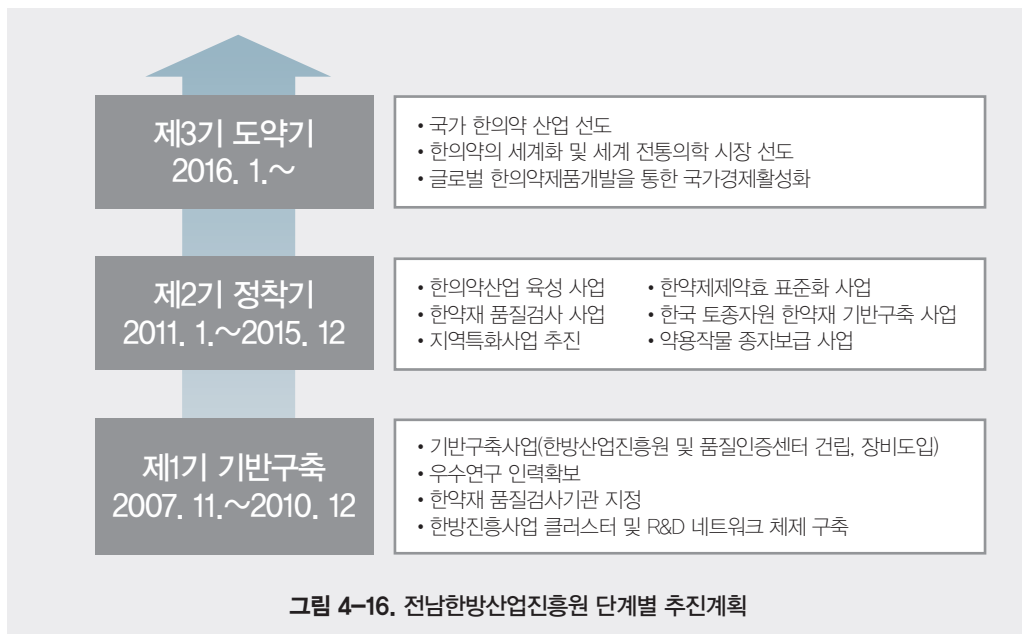 제3기 도약기
2016. 1.~
• 국가 한의약 산업 선도
• 한의약의 세계화 및 세계 전통의학 시장 선도
• 글로벌 한의약제품개발을 통한 국가경제활성화
제2기 정착기
2011. 1.~2015. 12
• 한의약산업 육성 사업
• 한약재 품질검사 사업
• 지역특화사업 추진
• 한약제제약효 표준화 사업
• 한국 토종자원 한약재 기반구축 사업
• 약용작물 종자보급 사업
제1기 기반구축
2007. 11.~2010. 12
• 기반구축사업(한방산업진흥원 및 품질인증센터 건립, 장비도입)
• 우수연구 인력확보
• 한약재 품질검사기관 지정
• 한방진흥사업 클러스터 및 R&D 네트워크 체제 구축
그림 4-16. 전남한방산업진흥원 단계별 추진계획